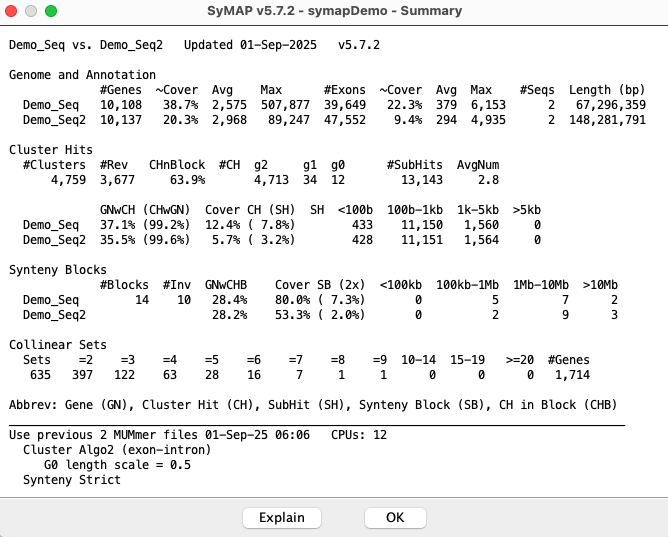 SyMAP v5.7.2 - symapDemo - Summary
Demo_Seq vs. Demo_Seq2   Updated 01-Sep-2025   v5.7.2
Genome and Annotation
             #Genes  ~Cover  Avg    Max      #Exons  ~Cover  Avg  Max    #Seqs  Length (bp)
  Demo_Seq   10,108  38.7%  2,575  507,877  39,649  22.3%  379  6,153      2   67,296,359
  Demo_Seq2  10,137  20.3%  2,968   89,247  47,552   9.4%  294  4,935      2  148,281,791
Cluster Hits
  #Clusters  #Rev   CHnBlock  #CH  g2     g1  g0      #SubHits  AvgNum
      4,759  3,677     63.9%       4,713  34  12        13,143     2.8
             GNwCH (CHwGN)  Cover CH (SH)   SH  <100b  100b-1kb  1k-5kb  >5kb
  Demo_Seq   37.1% (99.2%)  12.4% ( 7.8%)         433    11,150   1,560     0
  Demo_Seq2  35.5% (99.6%)   5.7% ( 3.2%)         428    11,151   1,564     0
Synteny Blocks
             #Blocks  #Inv  GNwCHB    Cover SB (2x)  <100kb  100kb-1Mb  1Mb-10Mb  >10Mb
  Demo_Seq        14    10   28.4%    80.0% ( 7.3%)       0          5         7      2
  Demo_Seq2                  28.2%    53.3% ( 2.0%)       0          2         9      3
Collinear Sets
  Sets    =2    =3    =4    =5    =6    =7    =8    =9  10-14  15-19  >=20  #Genes
   635   397   122    63    28    16     7     1     1      0      0     0   1,714
Abbrev: Gene (GN), Cluster Hit (CH), SubHit (SH), Synteny Block (SB), CH in Block (CHB)
Use previous 2 MUMmer files 01-Sep-25 06:06   CPUs: 12
  Cluster Algo2 (exon-intron)
     G0 length scale = 0.5
  Synteny Strict
Explain   OK